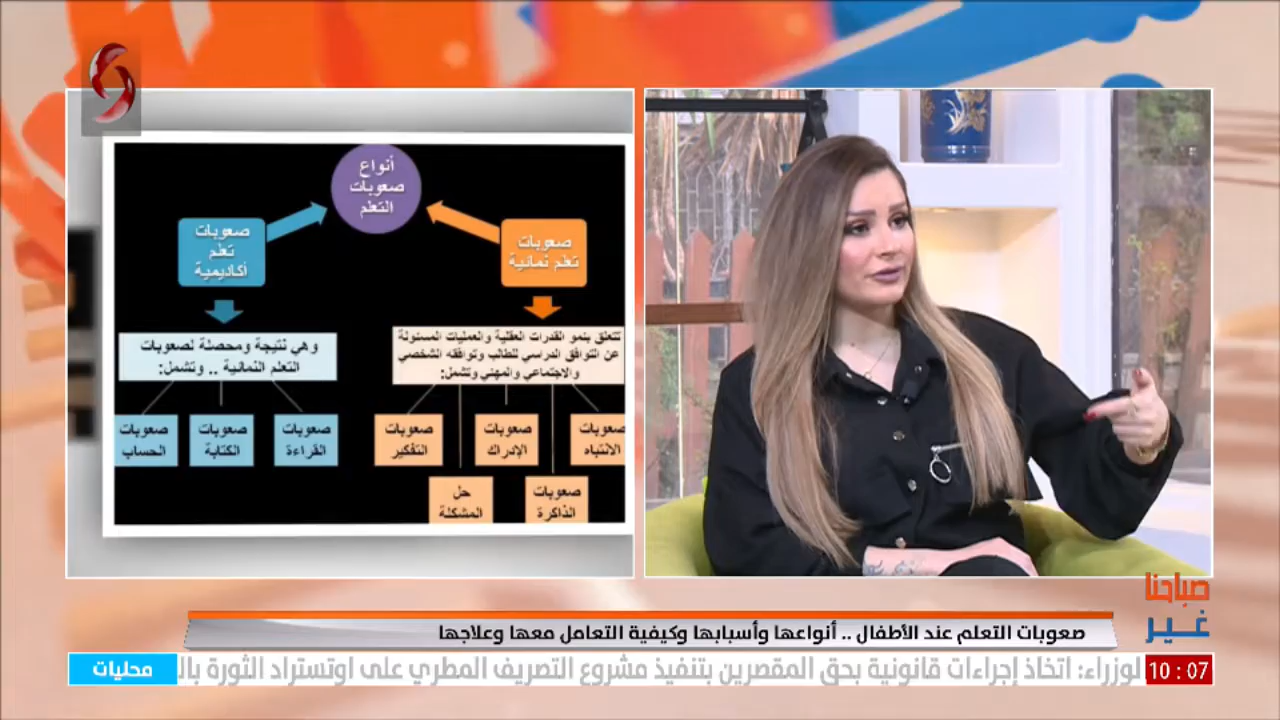 أنواع
صعوبات
التعلم
صعوبات
تعلم نمائية
صعوبات
تعلم
أكاديمية
تتعلق بنمو القدرات العقلية والعمليات المسئولة
عن التوافق الدراسي للطالب وتوافقه الشخصي
والاجتماعي والمهني وتشمل:
وهي نتيجة ومحصلة لصعوبات
التعلم النمائية .. وتشمل:
صعوبات
الانتباه
صعوبات
الإدراك
صعوبات
التفكير
صعوبات
الذاكرة
حل
المشكلة
صعوبات
القراءة
صعوبات
الكتابة
صعوبات
الحساب
صباحنا
غير
صعوبات التعلم عند الأطفال .. أنواعها وأسبابها وكيفية التعامل معها وعلاجها
10 : 07
لوزراء: اتخاذ إجراءات قانونية بحق المقصرين بتنفيذ مشروع التصريف المطري على اوتستراد الثورة بال
محليات